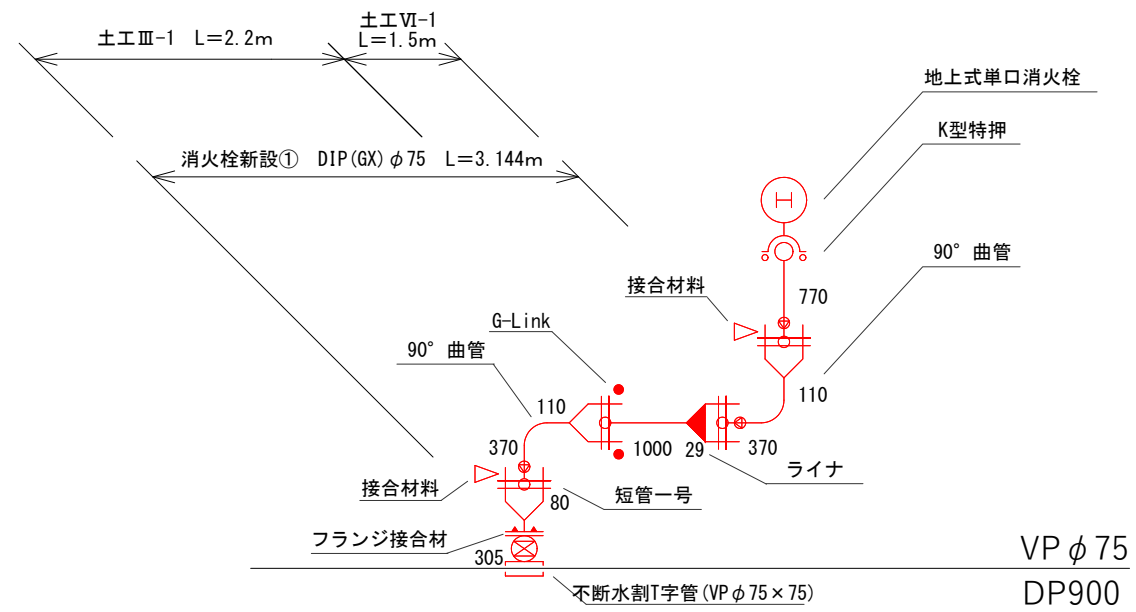 土工Ⅲ-1 L=2.2m
土工Ⅵ-1
L=1.5m
消火栓新設① DIP(GX)φ75 L=3.144m
地上式単口消火栓
K型特押
90°曲管
接合材料
770
G-Link
90°曲管
110
110
370
1000
29
370
ライナ
接合材料
80
短管一号
フランジ接合材
305
VPφ75
不断水割T字管(VPφ75×75)
DP900